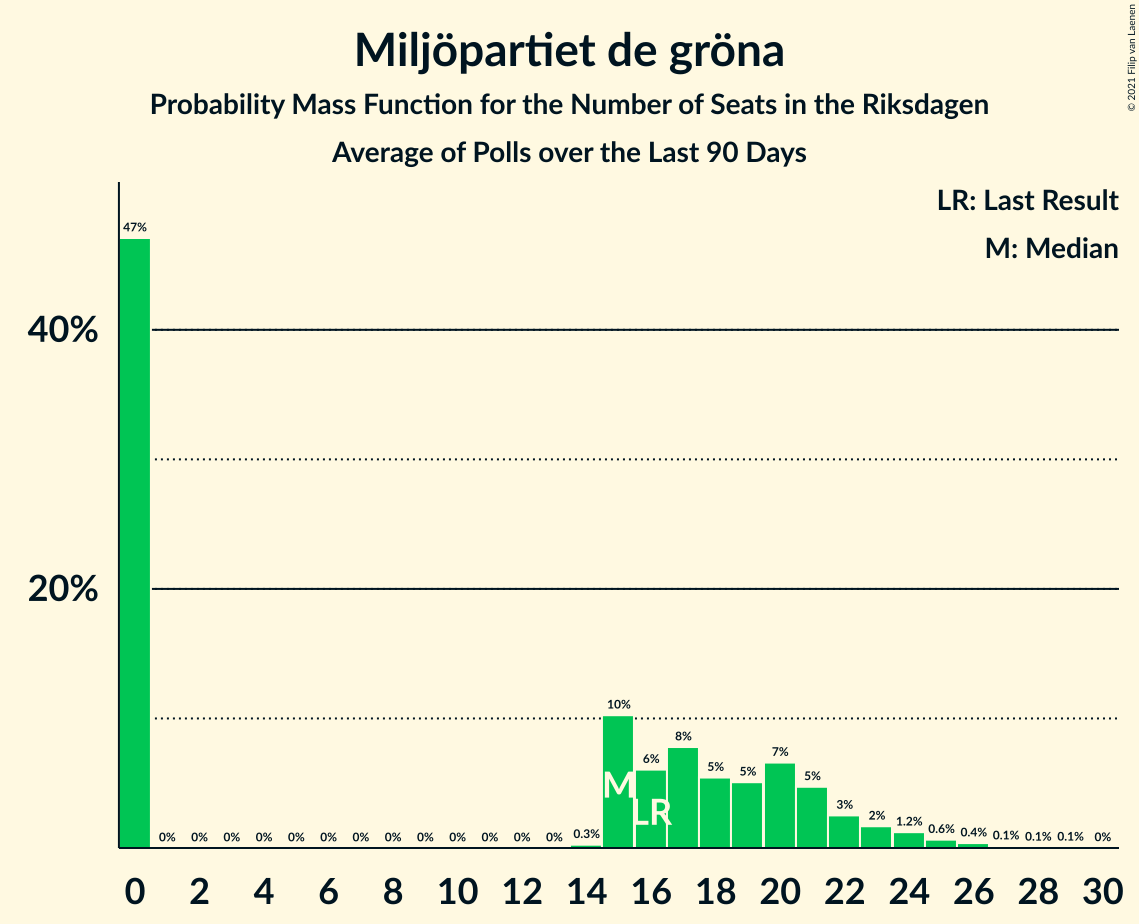 Miljöpartiet de gröna
Probability Mass Function for the Number of Seats in the Riksdagen
Average of Polls over the Last 90 Days
© 2021 Filip van Laenen
LR: Last Result
M: Median
40%
20%
47%
0% 0% 0% 0% 0% 0% 0% 0% 0% 0% 0% 0% 0% 0.3% 10% 6% 8% 5% 5% 7% 5% 3% 2% 1.2% 0.6% 0.4% 0.1% 0.1% 0.1% 0%
M
LR
0 2 4 6 8 10 12 14 16 18 20 22 24 26 28 30